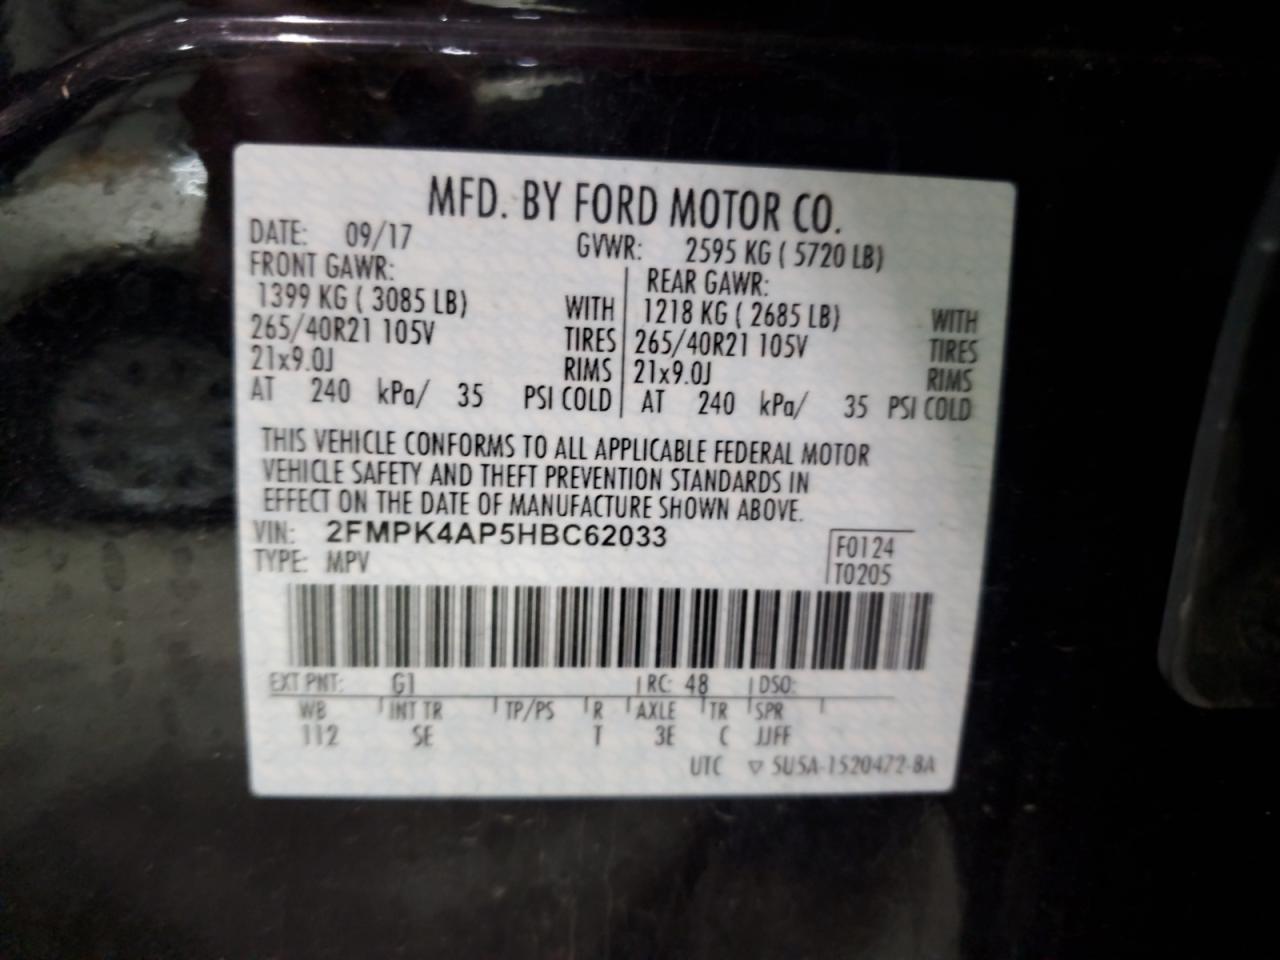 MFD. BY FORD MOTOR CO.
DATE: 09/17 GVWR: 2595 KG ( 5720 LB)
FRONT GAWR: REAR GAWR:
1399 KG ( 3085 LB) WITH 1218 KG ( 2685 LB) WITH
265/40R21 105V TIRES 265/40R21 105V TIRES
21x9.0J RIMS 21x9.0J RIMS
AT 240 kPa/ 35 PSI COLD AT 240 kPa/ 35 PSI COLD
THIS VEHICLE CONFORMS TO ALL APPLICABLE FEDERAL MOTOR
VEHICLE SAFETY AND THEFT PREVENTION STANDARDS IN
EFFECT ON THE DATE OF MANUFACTURE SHOWN ABOVE.
VIN: 2FMPK4AP5HBC62033 F0124
TYPE: MPV T0205
EXT PNT: G1 RC: 48 DSO:
WB INT TR TP/PS R AXLE TR SPR
112 SE T 3E C JJFF
UTC ▽ 5U5A-1520472-BA